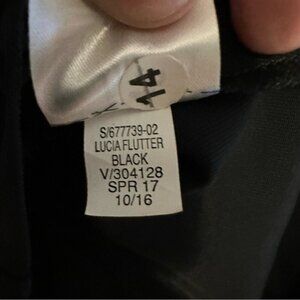 14
S/677739-02
LUCIA FLUTTER
BLACK
V/304128
SPR 17
10/16